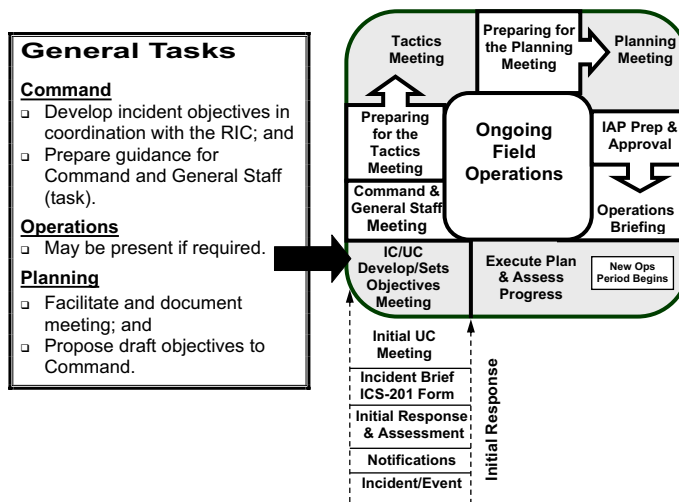 General Tasks
Command
❑ Develop incident objectives in
coordination with the RIC; and
❑ Prepare guidance for
Command and General Staff
(task).
Operations
❑ May be present if required.
Planning
❑ Facilitate and document
meeting; and
❑ Propose draft objectives to
Command.
Tactics
Meeting
Preparing for
the Planning
Meeting
Planning
Meeting
Preparing
for the
Tactics
Meeting
Ongoing
Field
Operations
IAP Prep &
Approval
Command &
General Staff
Meeting
Operations
Briefing
IC/UC
Develop/Sets
Objectives
Meeting
Execute Plan
& Assess
Progress
New Ops
Period Begins
Initial UC
Meeting
Incident Brief
ICS-201 Form
Initial Response
& Assessment
Notifications
Incident/Event
Initial Response